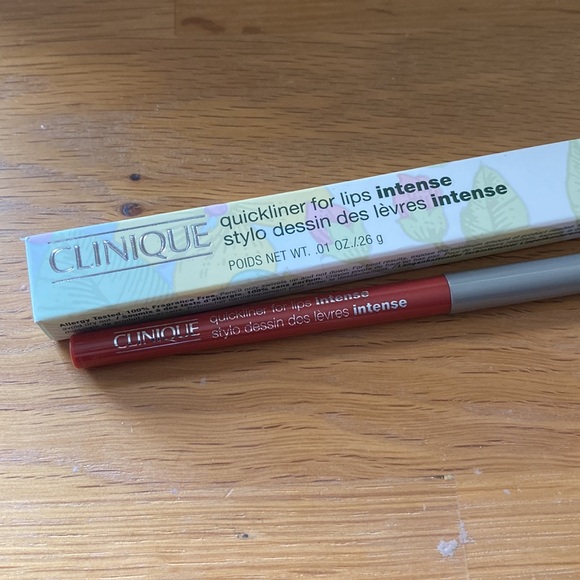 CLINIQUE
quickliner for lips intense
stylo dessin des lèvres intense
POIDS NET WT. .01 OZ./.26 g
Allergy Tested. 100% Fragrance Free.
CLINIQUE
quickliner for lips intense
stylo dessin des lèvres intense